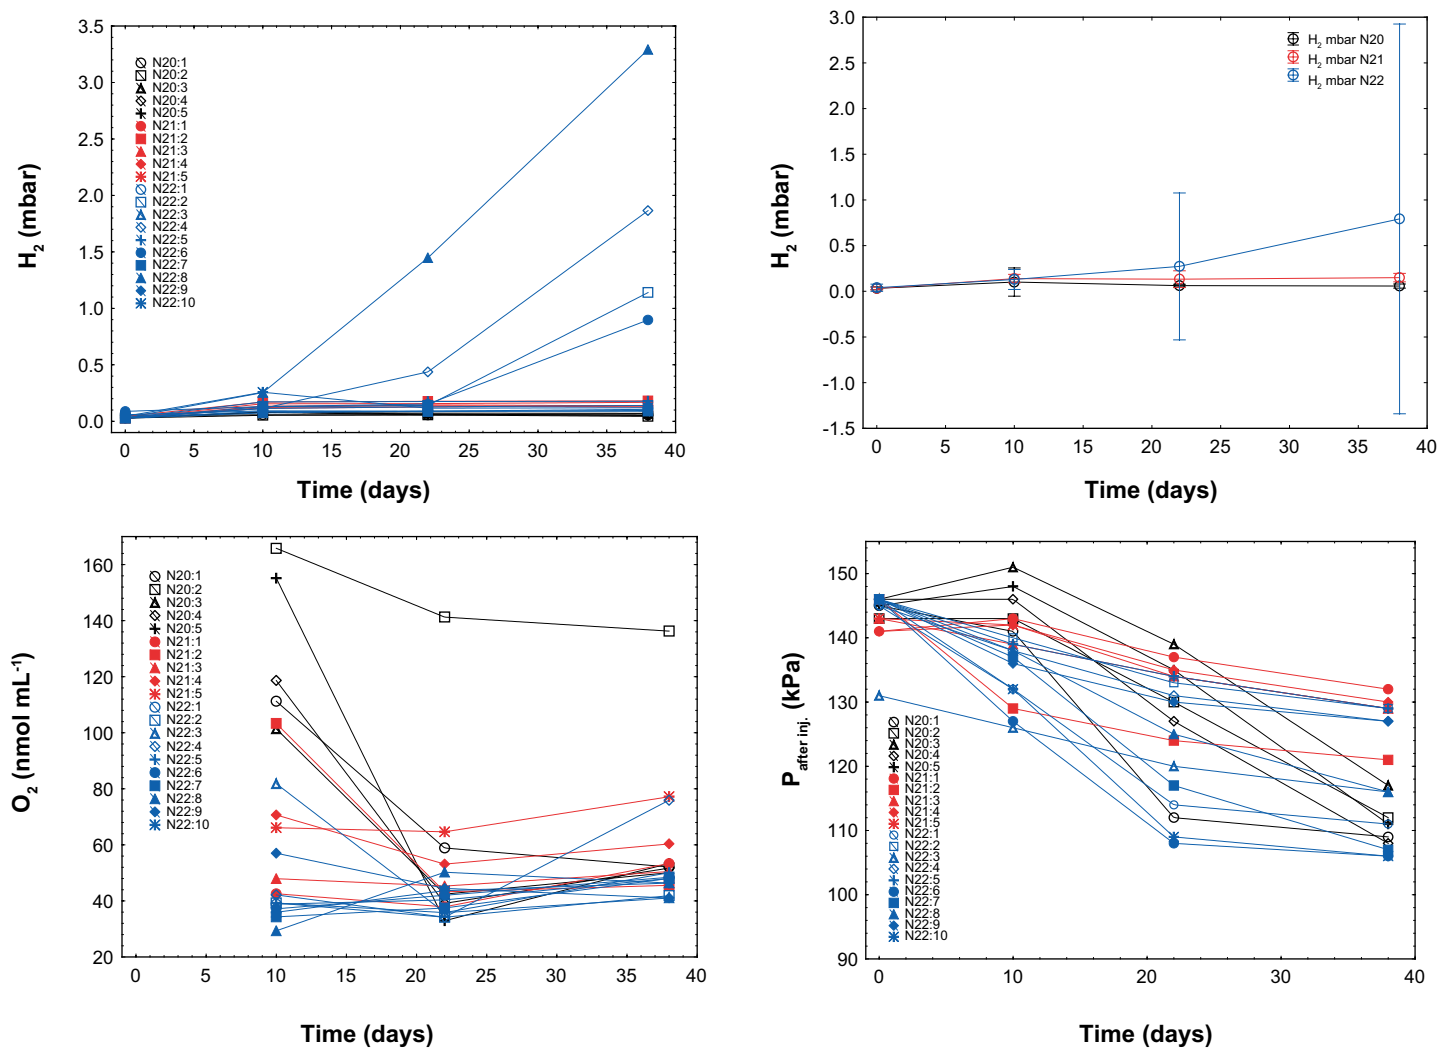 3.5
3.0
2.5
2.0
1.5
1.0
0.5
0.0
H2 (mbar)
N20:1
N20:2
N20:3
N20:4
N20:5
N21:1
N21:2
N21:3
N21:4
N21:5
N22:1
N22:2
N22:3
N22:4
N22:5
N22:6
N22:7
N22:8
N22:9
N22:10
0 5 10 15 20 25 30 35 40
Time (days)
3.0
2.5
2.0
1.5
1.0
0.5
0.0
-0.5
-1.0
-1.5
H2 (mbar)
H2 mbar N20
H2 mbar N21
H2 mbar N22
0 5 10 15 20 25 30 35 40
Time (days)
160
140
120
100
80
60
40
20
O2 (nmol mL-1)
N20:1
N20:2
N20:3
N20:4
N20:5
N21:1
N21:2
N21:3
N21:4
N21:5
N22:1
N22:2
N22:3
N22:4
N22:5
N22:6
N22:7
N22:8
N22:9
N22:10
0 5 10 15 20 25 30 35 40
Time (days)
150
140
130
120
110
100
90
Pafter inj. (kPa)
N20:1
N20:2
N20:3
N20:4
N20:5
N21:1
N21:2
N21:3
N21:4
N21:5
N22:1
N22:2
N22:3
N22:4
N22:5
N22:6
N22:7
N22:8
N22:9
N22:10
0 10 20 30 40
Time (days)